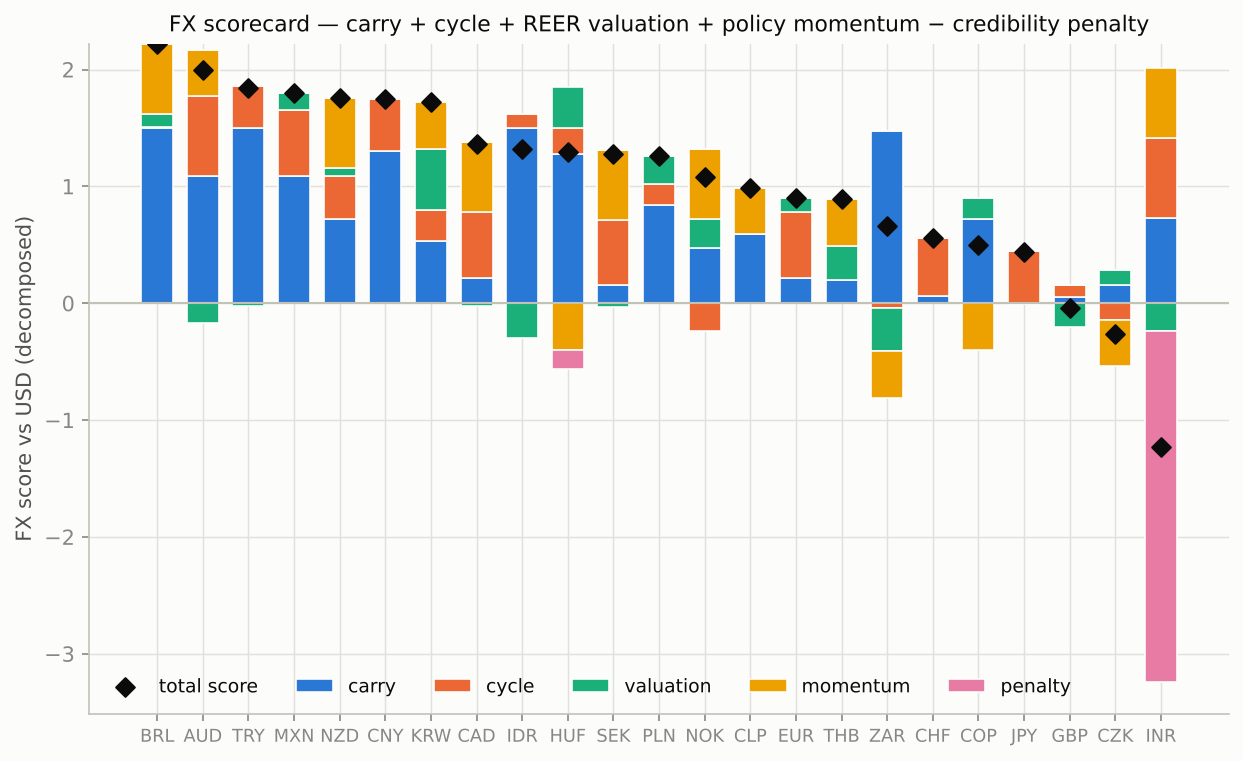 FX scorecard — carry + cycle + REER valuation + policy momentum − credibility penalty
FX score vs USD (decomposed)
2
1
0
−1
−2
−3
total score carry cycle valuation momentum penalty
BRL AUD TRY MXN NZD CNY KRW CAD IDR HUF SEK PLN NOK CLP EUR THB ZAR CHF COP JPY GBP CZK INR